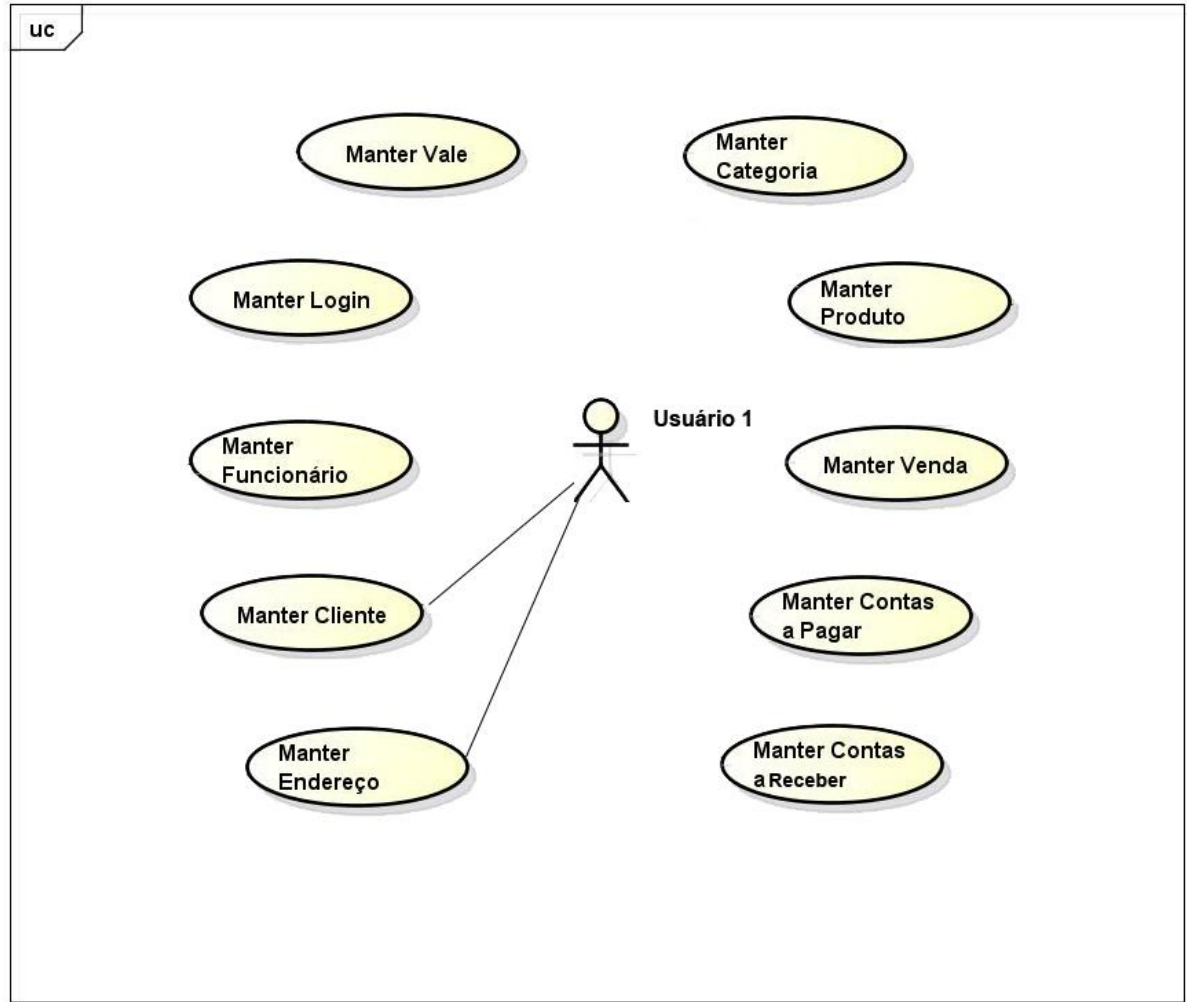 uc
Manter Vale
Manter
Categoria
Manter Login
Manter
Produto
Usuário 1
Manter
Funcionário
Manter Venda
Manter Cliente
Manter Contas
a Pagar
Manter
Endereço
Manter Contas
a Receber